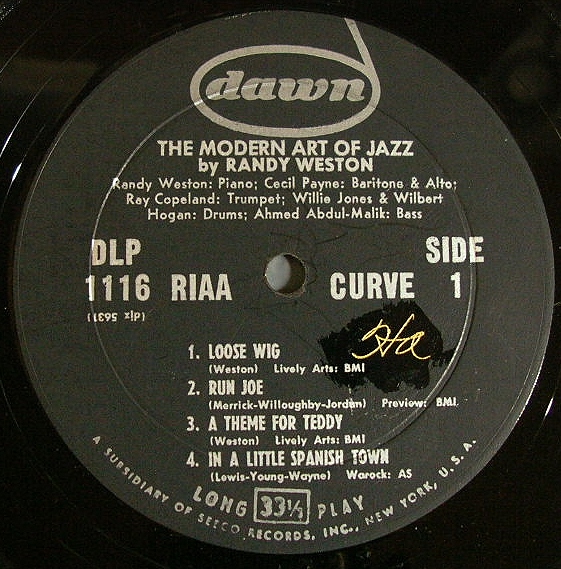 dawn
THE MODERN ART OF JAZZ
by RANDY WESTON
Randy Weston: Piano; Cecil Payne: Baritone & Alto;
Ray Copeland: Trumpet; Willie Jones & Wilbert
Hogan: Drums; Ahmed Abdul-Malik: Bass
DLP SIDE
1116 RIAA CURVE 1
(dlx 5631)
1. LOOSE WIG
(Weston) Lively Arts: BMI
2. RUN JOE
(Merrick-Willoughby-Jordan) Preview: BMI
3. A THEME FOR TEDDY
(Weston) Lively Arts: BMI
4. IN A LITTLE SPANISH TOWN
(Lewis-Young-Wayne) Warock: AS
LONG 33⅓ PLAY
A SUBSIDIARY OF SEECO RECORDS, INC., NEW YORK, U.S.A.